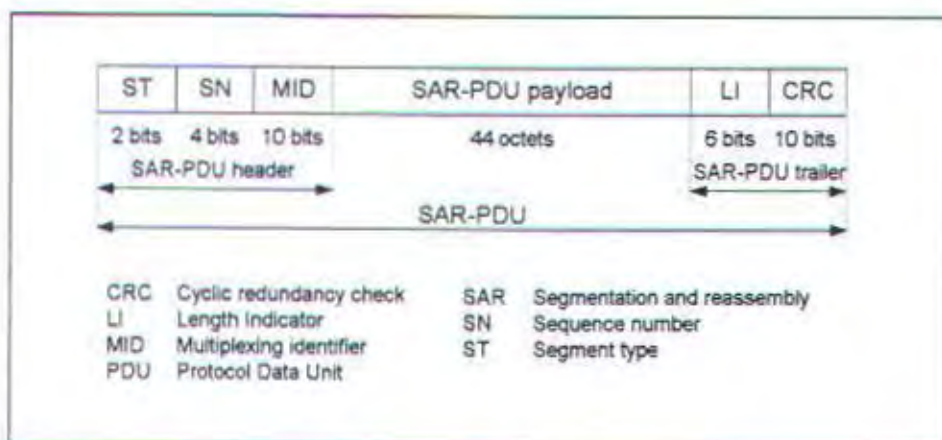 ST SN MID SAR-PDU payload LI CRC
2 bits 4 bits 10 bits 44 octets 6 bits 10 bits
SAR-PDU header SAR-PDU trailer
SAR-PDU
CRC Cyclic redundancy check
LI Length Indicator
MID Multiplexing identifier
PDU Protocol Data Unit
SAR Segmentation and reassembly
SN Sequence number
ST Segment type